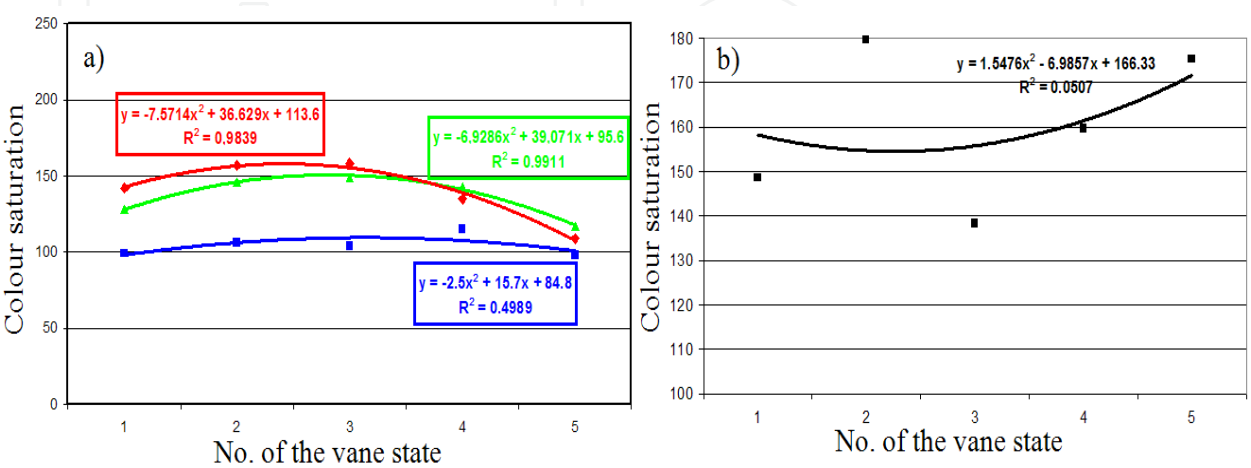 a)
250
200
150
100
50
0
y = -7.5714x² + 36.629x + 113.6
R² = 0,9839
y = -6.9286x² + 39.071x + 95.6
R² = 0.9911
y = -2.5x² + 15.7x + 84.8
R² = 0.4989
1 2 3 4 5
No. of the vane state
Colour saturation
b)
180
170
160
150
140
130
120
110
100
y = 1.5476x² - 6.9857x + 166.33
R² = 0.0507
1 2 3 4 5
No. of the vane state
Colour saturation